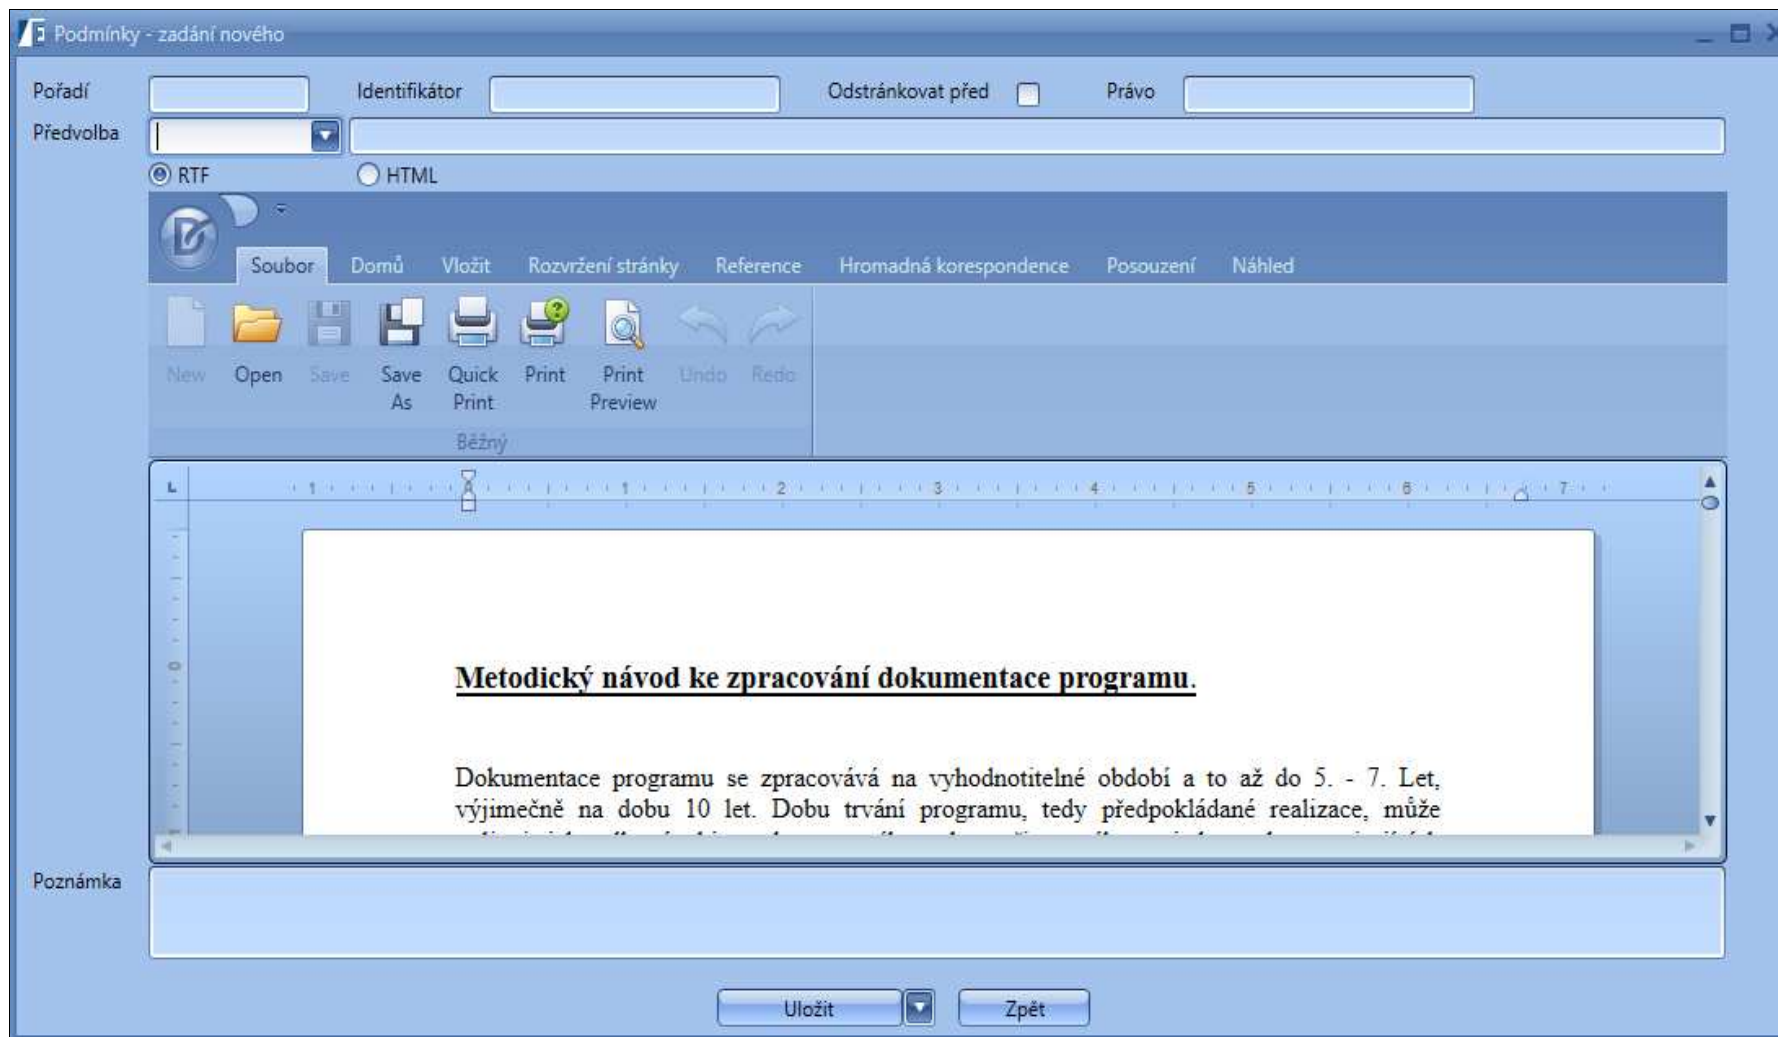 Podmínky - zadání nového
Pořadí Identifikátor Odstránkovat před Právo
Předvolba
RTF HTML
Soubor Domů Vložit Rozvržení stránky Reference Hromadná korespondence Posouzení Náhled
New Open Save Save As Quick Print Print Print Preview Undo Redo
Běžný
L 1 1 2 3 4 5 6 7
0
Metodický návod ke zpracování dokumentace programu.
Dokumentace programu se zpracovává na vyhodnotitelné období a to až do 5. - 7. Let,
výjimečně na dobu 10 let. Dobu trvání programu, tedy předpokládané realizace, může
Poznámka
Uložit Zpět